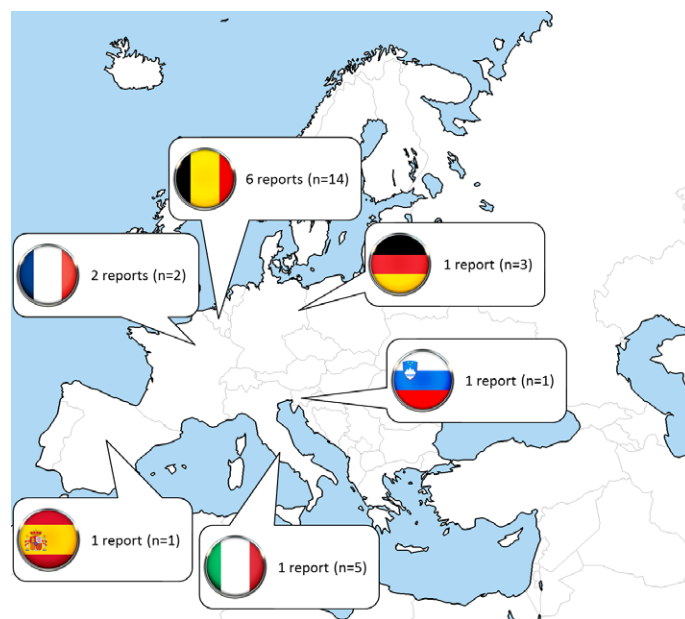 6 reports (n=14)
2 reports (n=2)
1 report (n=3)
1 report (n=1)
1 report (n=1)
1 report (n=5)